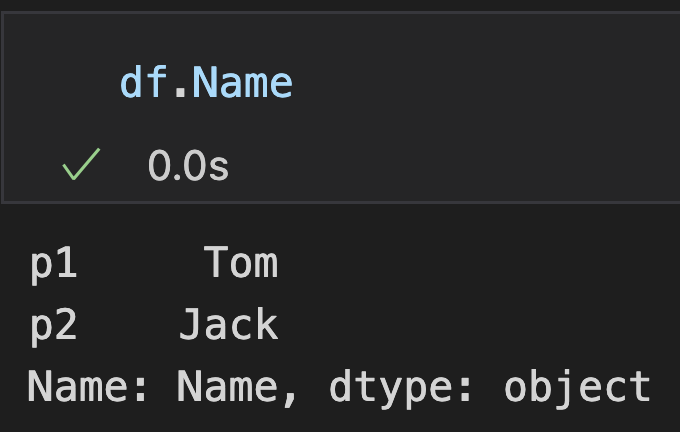 df.Name
✓ 0.0s
p1 Tom
p2 Jack
Name: Name, dtype: object